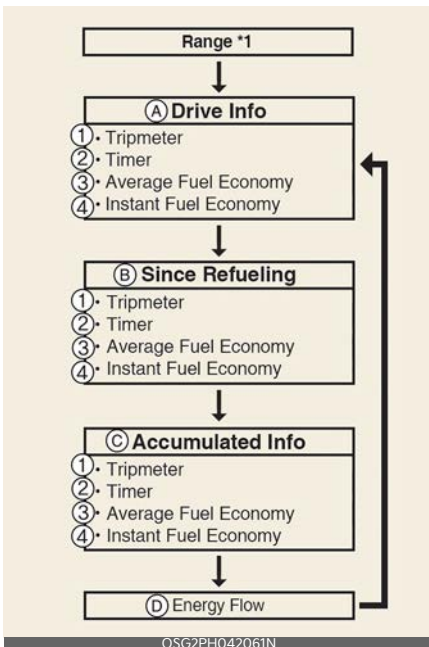 Range *1
Ⓐ Drive Info
① • Tripmeter
② • Timer
③ • Average Fuel Economy
④ • Instant Fuel Economy
Ⓑ Since Refueling
① • Tripmeter
② • Timer
③ • Average Fuel Economy
④ • Instant Fuel Economy
Ⓒ Accumulated Info
① • Tripmeter
② • Timer
③ • Average Fuel Economy
④ • Instant Fuel Economy
Ⓓ Energy Flow
OSG2PH042061N